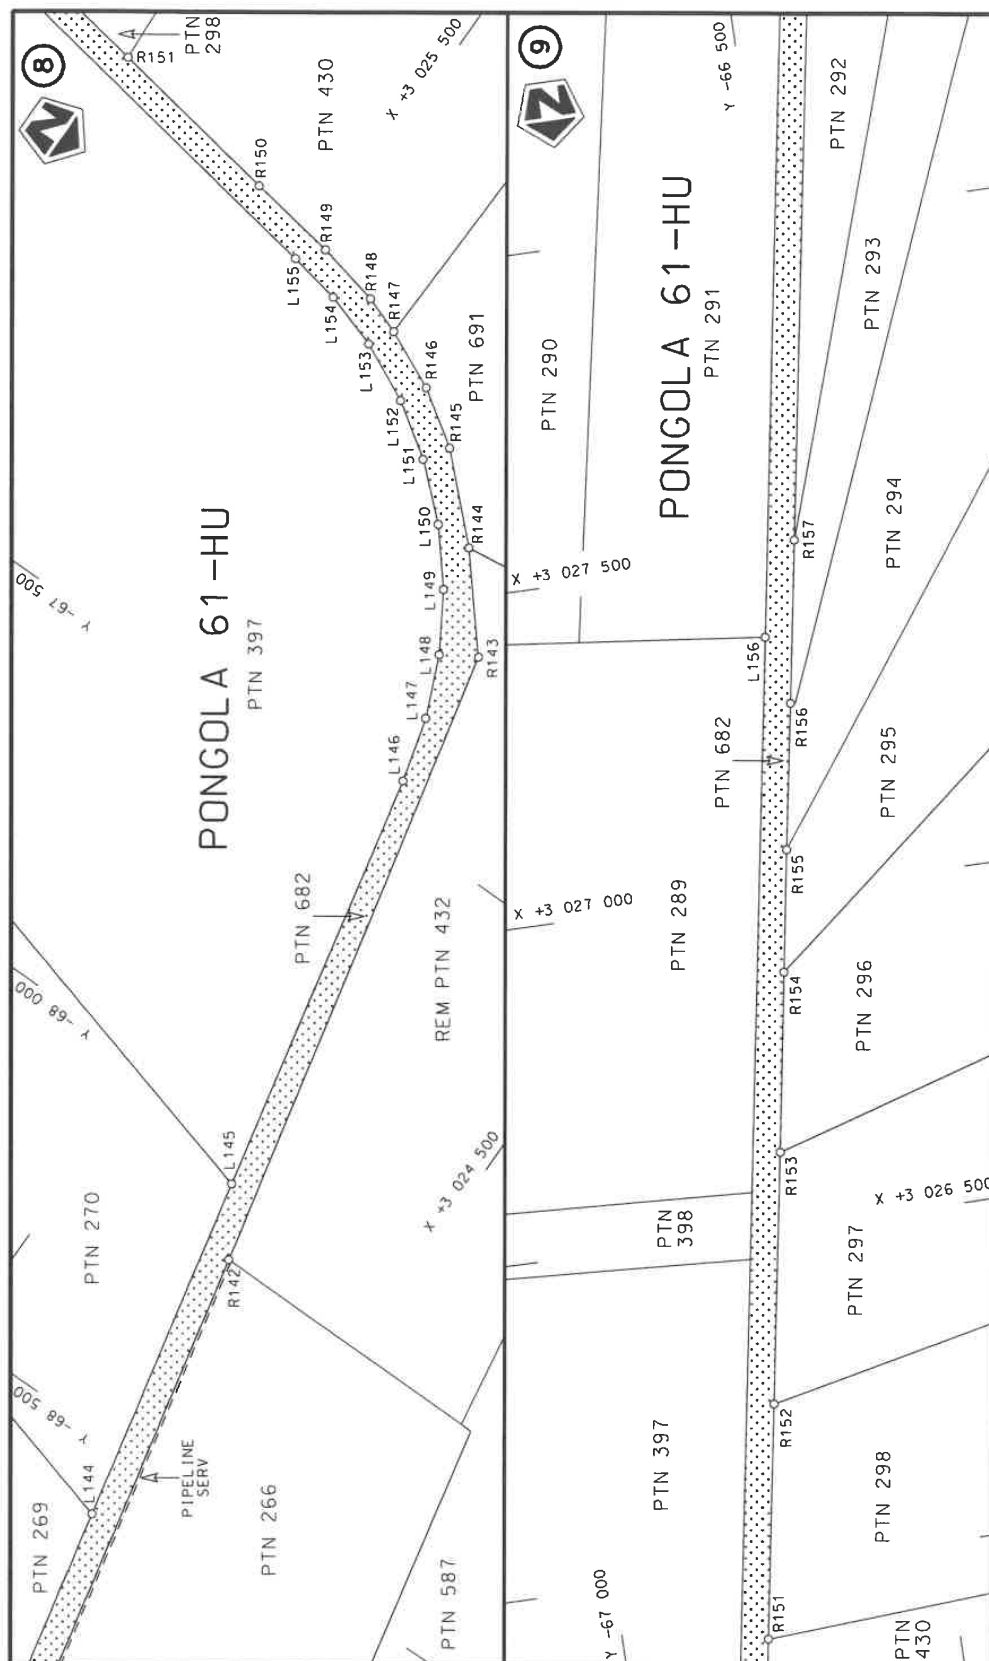 8
N
PTN
298
R151
PTN 430
X +3 025 500
R150
R149
L155
R148
L154
R147
L153
R146
PTN 691
L152
R145
L151
L150
R144
L149
Y -67 500
PONGOLA 61-HU
PTN 397
L148
R143
L147
L146
PTN 682
REM PTN 432
Y -68 000
L145
X +3 024 500
PTN 270
R142
Y -68 500
L144
PIPELINE
SERV
PTN 269
PTN 266
PTN 587
9
N
Y -66 500
PTN 292
PONGOLA 61-HU
PTN 291
PTN 290
PTN 293
PTN 294
R157
X +3 027 500
L156
R156
PTN 682
PTN 295
R155
X +3 027 000
PTN 289
R154
PTN 296
R153
X +3 026 500
PTN
398
PTN 297
R152
PTN 397
PTN 298
R151
Y -67 000
PTN
430